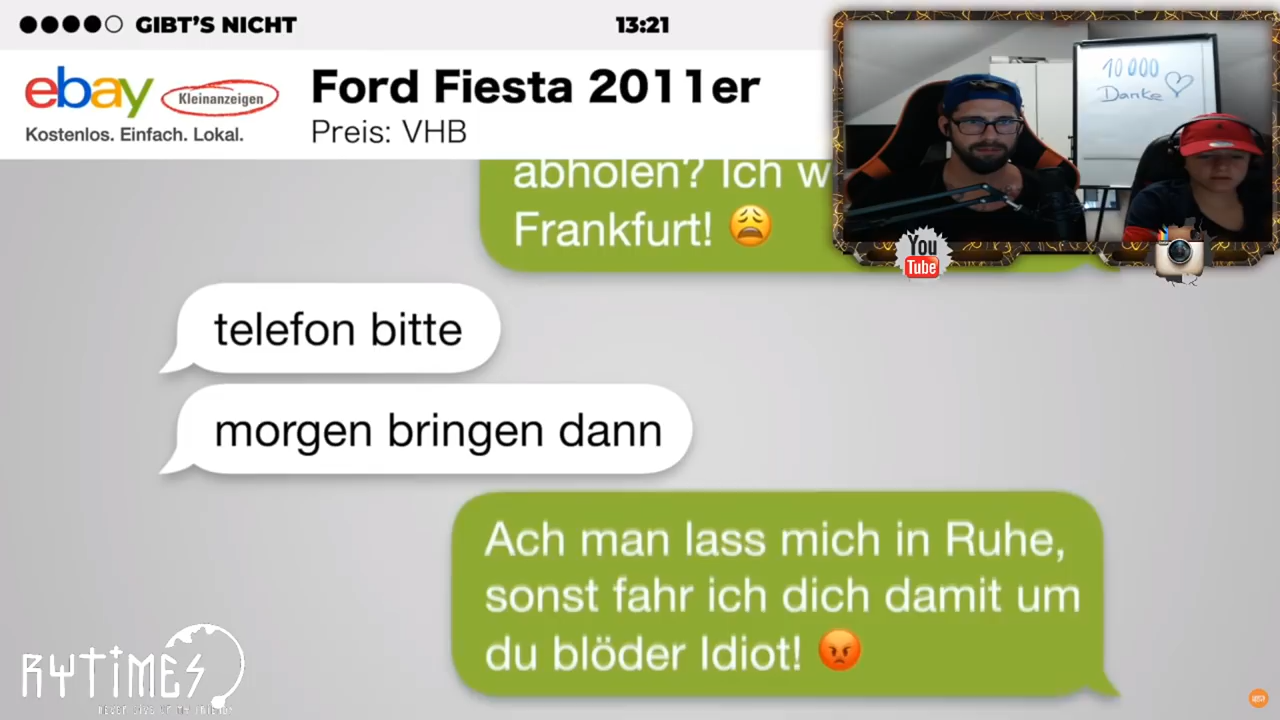 GIBT'S NICHT
13:21
ebay Kleinanzeigen
Kostenlos. Einfach. Lokal.
Ford Fiesta 2011er
Preis: VHB
10 000
Danke
abholen? Ich w
Frankfurt! 😩
You
Tube
telefon bitte
morgen bringen dann
Ach man lass mich in Ruhe,
sonst fahr ich dich damit um
du blöder Idiot! 😡
RYTIMES